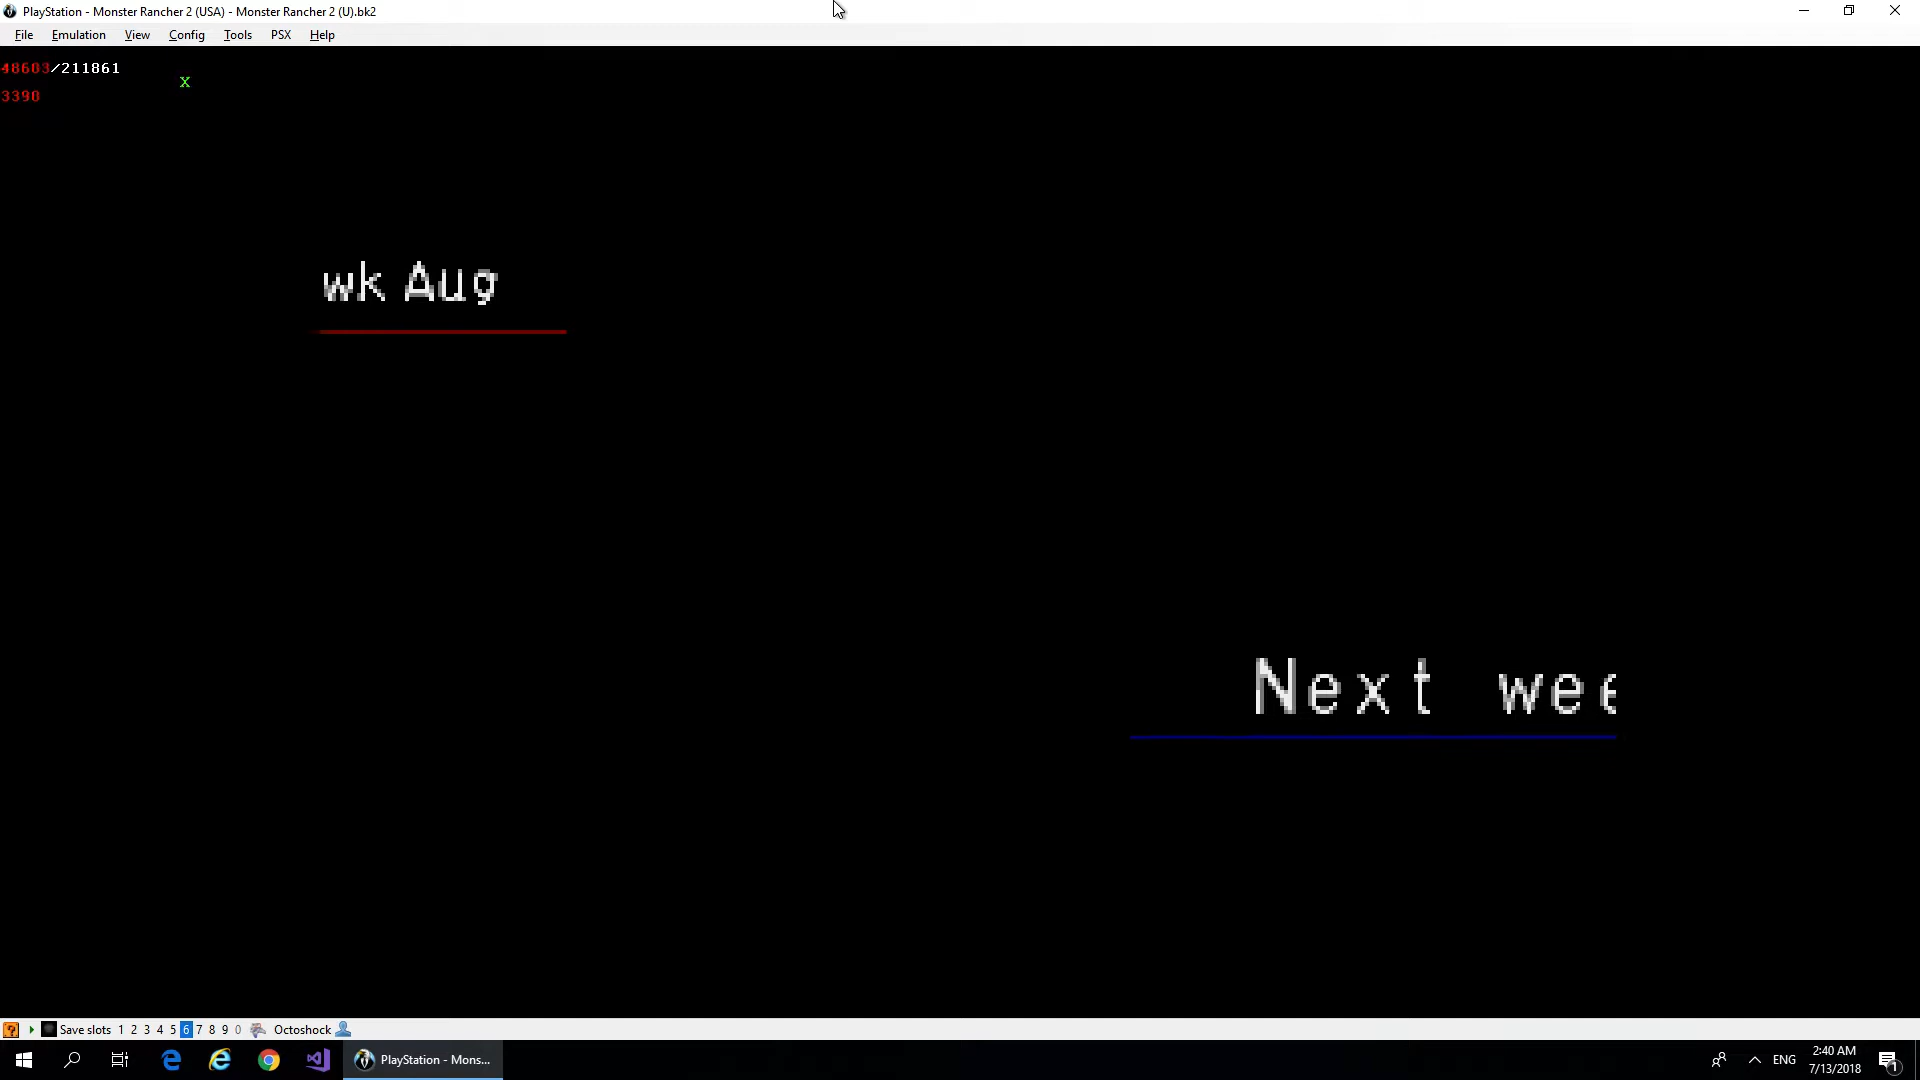 PlayStation - Monster Rancher 2 (USA) - Monster Rancher 2 (U).bk2
File Emulation View Config Tools PSX Help
48603/211861
X
3390
wk Aug
Next wee
Save slots 1 2 3 4 5 6 7 8 9 0 Octoshock
PlayStation - Mons...
ENG
2:40 AM
7/13/2018
1